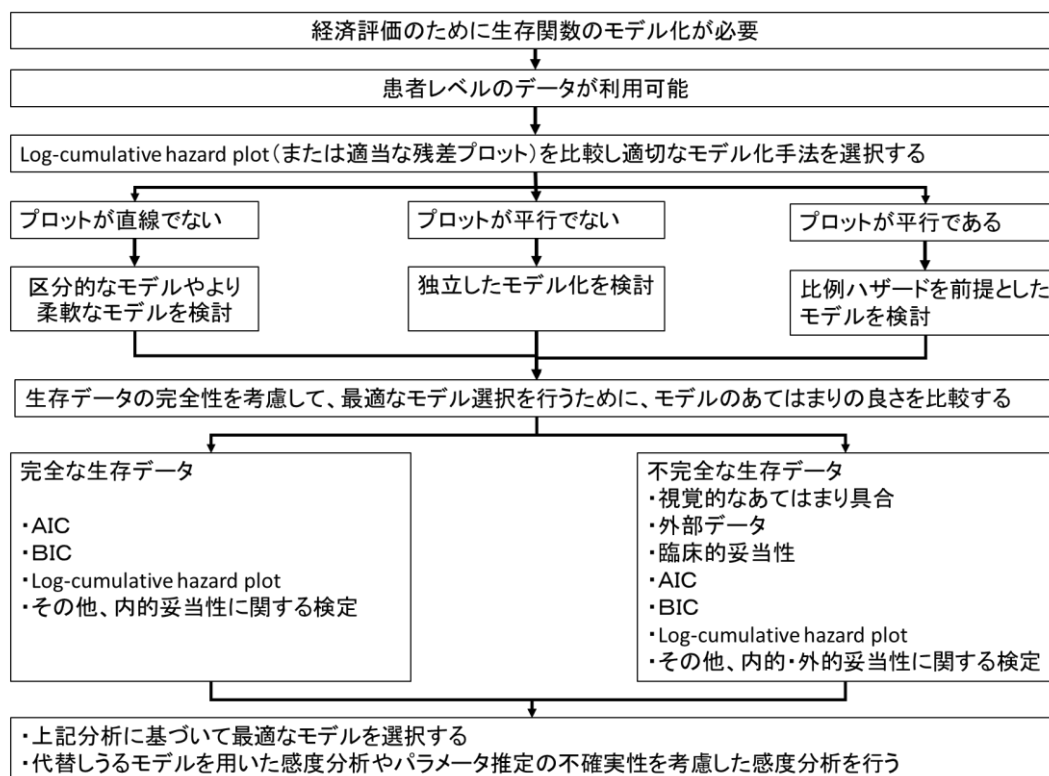 経済評価のために生存関数のモデル化が必要
患者レベルのデータが利用可能
Log-cumulative hazard plot(または適当な残差プロット)を比較し適切なモデル化手法を選択する
プロットが直線でない
プロットが平行でない
プロットが平行である
区分的なモデルやより
柔軟なモデルを検討
独立したモデル化を検討
比例ハザードを前提とした
モデルを検討
生存データの完全性を考慮して、最適なモデル選択を行うために、モデルのあてはまりの良さを比較する
完全な生存データ
・AIC
・BIC
・Log-cumulative hazard plot
・その他、内的妥当性に関する検定
不完全な生存データ
・視覚的なあてはまり具合
・外部データ
・臨床的妥当性
・AIC
・BIC
・Log-cumulative hazard plot
・その他、内的・外的妥当性に関する検定
・上記分析に基づいて最適なモデルを選択する
・代替しうるモデルを用いた感度分析やパラメータ推定の不確実性を考慮した感度分析を行う